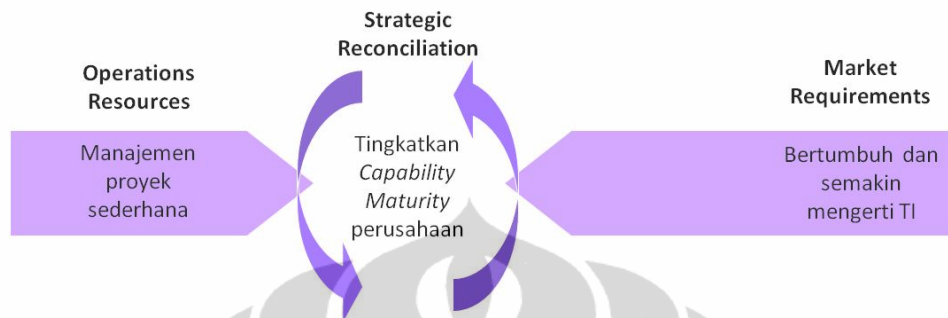 Strategic
Reconciliation
Operations
Resources
Market
Requirements
Manajemen
proyek
sederhana
Tingkatkan
Capability
Maturity
perusahaan
Bertumbuh dan
semakin
mengerti TI